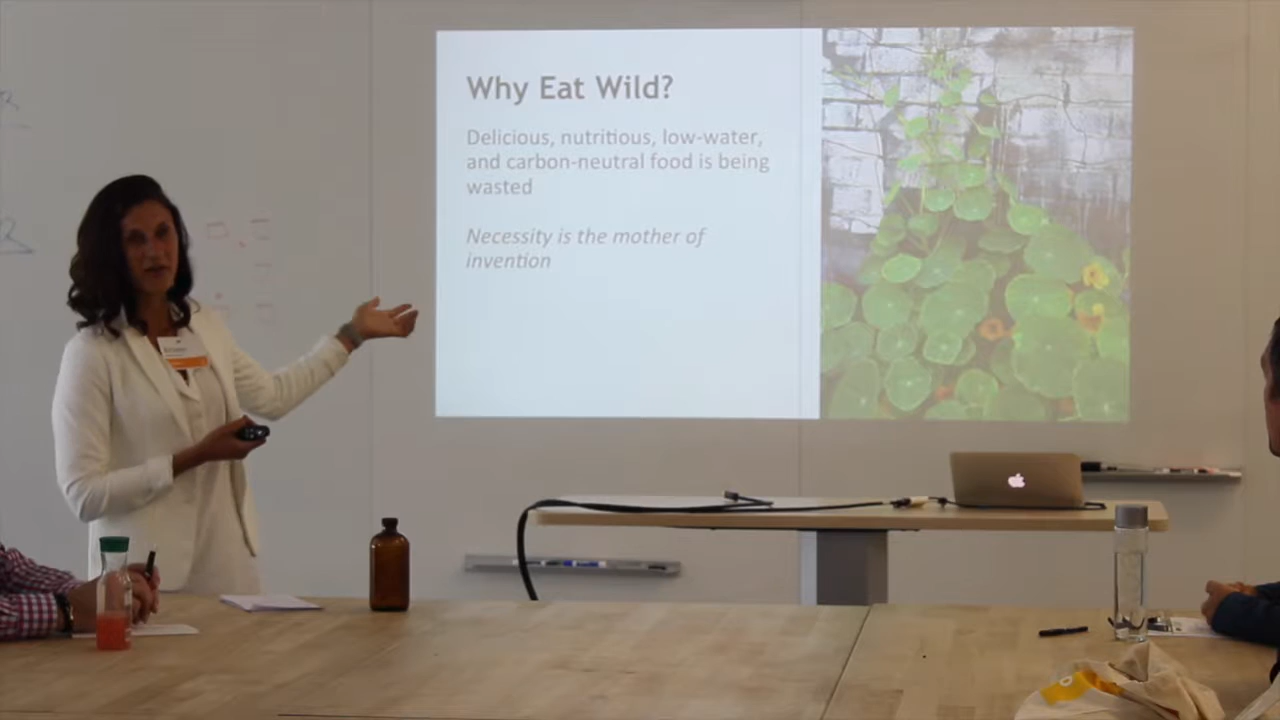 Why Eat Wild?
Delicious, nutritious, low-water,
and carbon-neutral food is being
wasted
Necessity is the mother of
invention